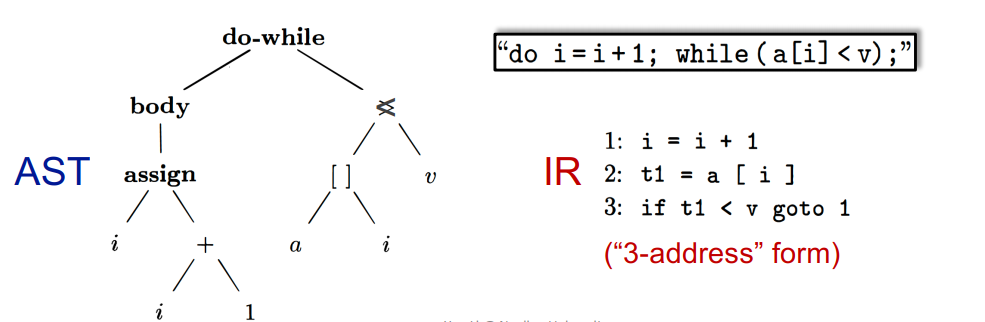 do-while
"do i=i+1; while(a[i]<v);"
body
<
AST
assign
[ ]
v
IR
1: i = i + 1
2: t1 = a [ i ]
3: if t1 < v goto 1
("3-address" form)
i
+
a
i
i
1